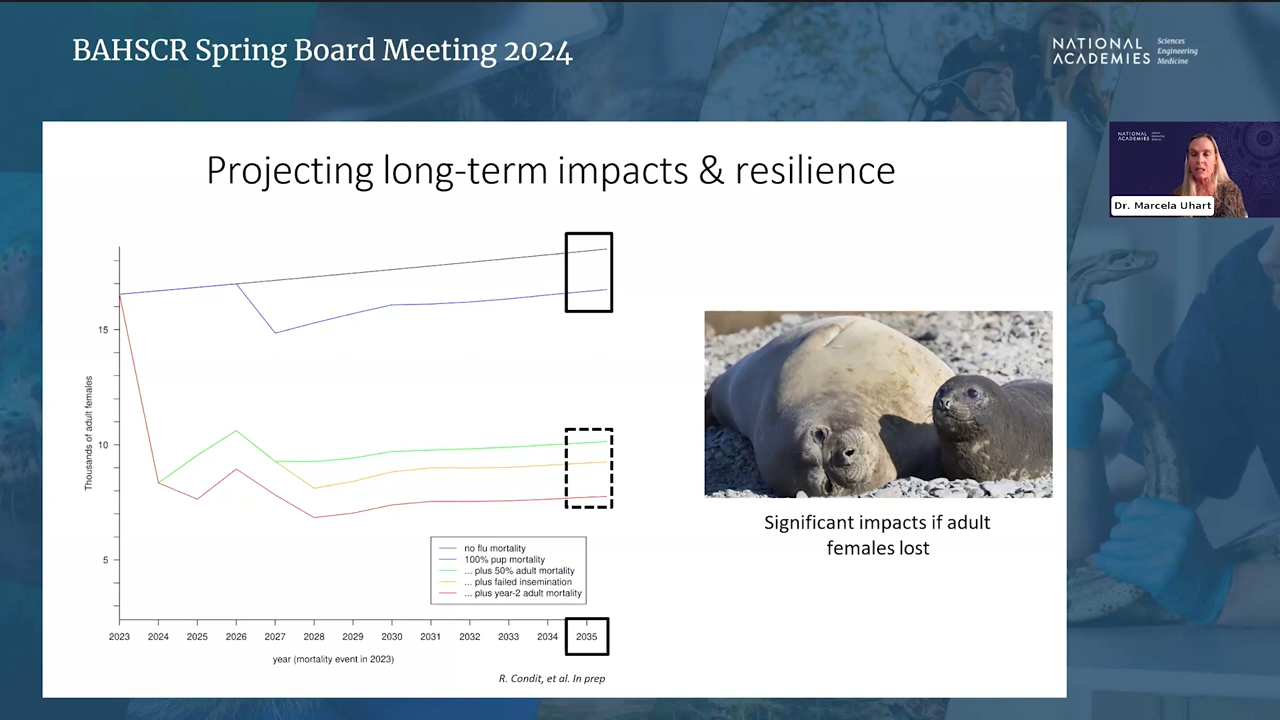 BAHSCR Spring Board Meeting 2024
NATIONAL ACADEMIES
Sciences
Engineering
Medicine
Projecting long-term impacts & resilience
NATIONAL
ACADEMIES
Dr. Marcela Uhart
Thousands of adult females
15
10
5
no flu mortality
100% pup mortality
... plus 50% adult mortality
... plus failed insemination
... plus year-2 adult mortality
2023 2024 2025 2026 2027 2028 2029 2030 2031 2032 2033 2034 2035
year (mortality event in 2023)
R. Condit, et al. In prep
Significant impacts if adult
females lost